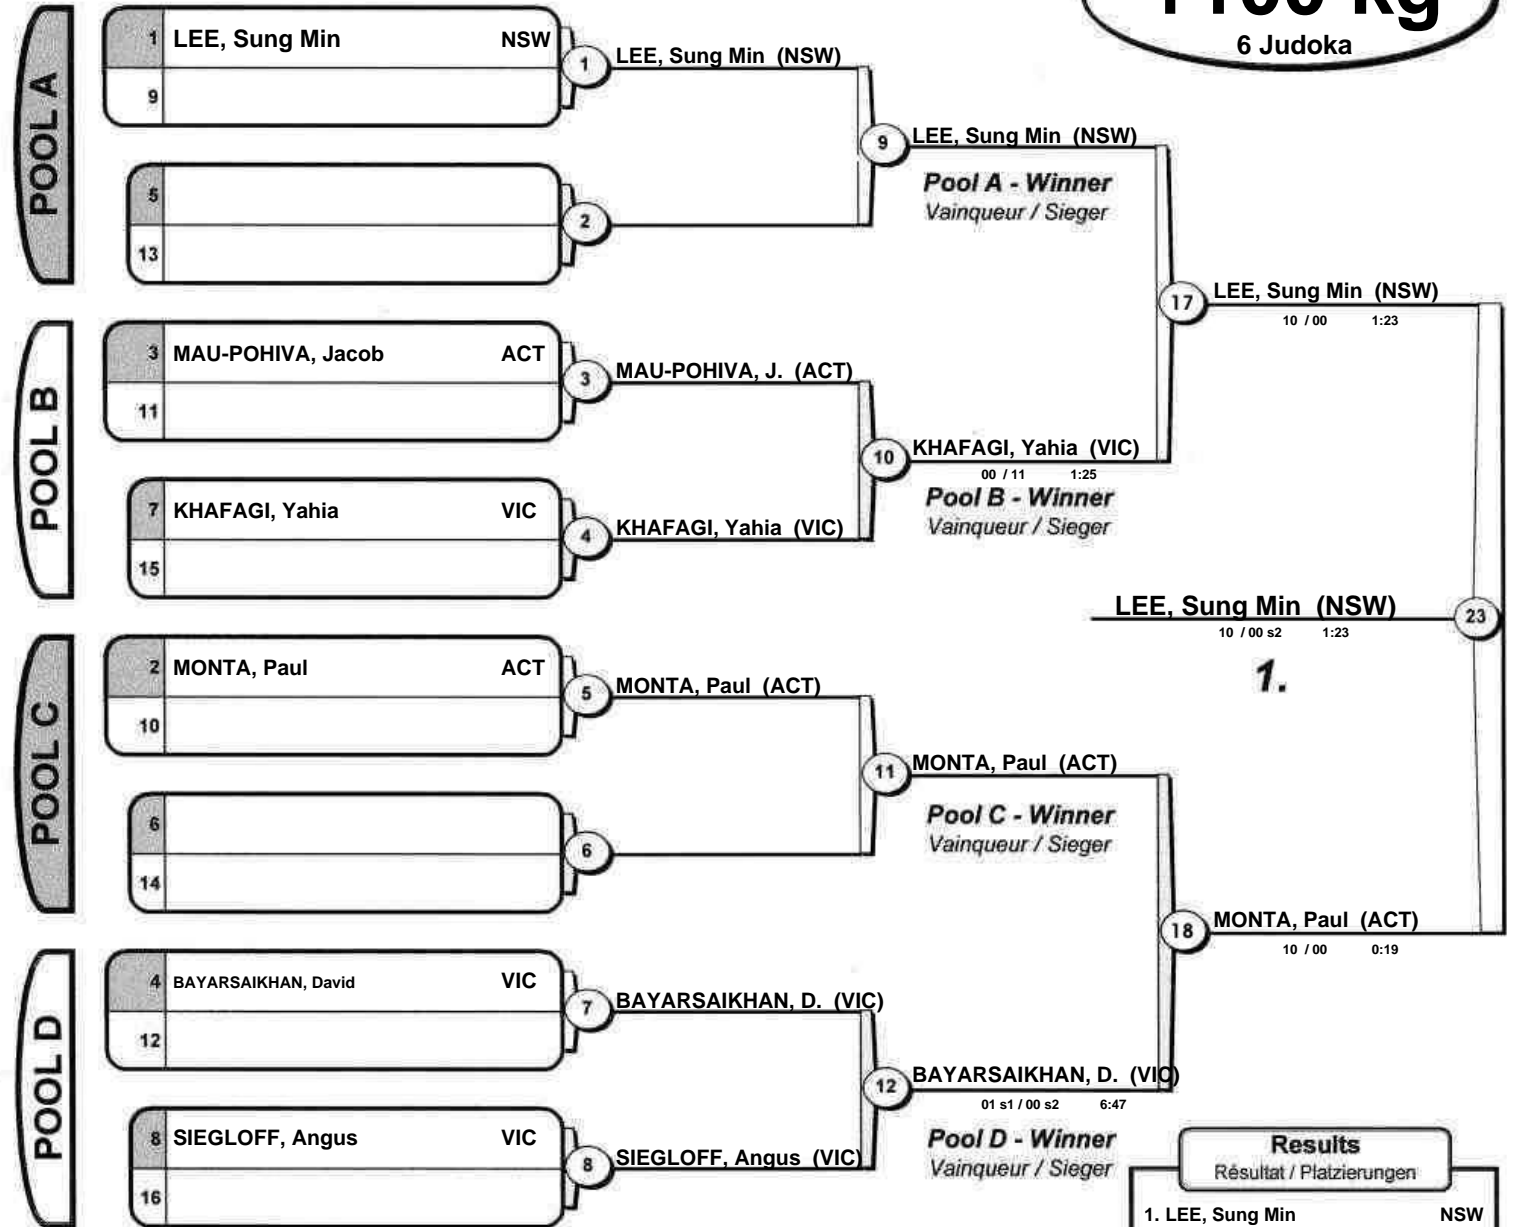 6 Judoka
POOL A
1 LEE, Sung Min NSW
9
1
LEE, Sung Min (NSW)
5
13
2
9
LEE, Sung Min (NSW)
Pool A - Winner
Vainqueur / Sieger
POOL B
3 MAU-POHIVA, Jacob ACT
11
3
MAU-POHIVA, J. (ACT)
7 KHAFAGI, Yahia VIC
15
4
KHAFAGI, Yahia (VIC)
10
KHAFAGI, Yahia (VIC)
00 / 11 1:25
Pool B - Winner
Vainqueur / Sieger
17
LEE, Sung Min (NSW)
10 / 00 1:23
LEE, Sung Min (NSW)
10 / 00 s2 1:23
23
1.
POOL C
2 MONTA, Paul ACT
10
5
MONTA, Paul (ACT)
6
14
6
11
MONTA, Paul (ACT)
Pool C - Winner
Vainqueur / Sieger
18
MONTA, Paul (ACT)
10 / 00 0:19
POOL D
4 BAYARSAIKHAN, David VIC
12
7
BAYARSAIKHAN, D. (VIC)
8 SIEGLOFF, Angus VIC
16
8
SIEGLOFF, Angus (VIC)
12
BAYARSAIKHAN, D. (VIC)
01 s1 / 00 s2 6:47
Pool D - Winner
Vainqueur / Sieger
Results
Résultat / Platzierungen
1. LEE, Sung Min NSW